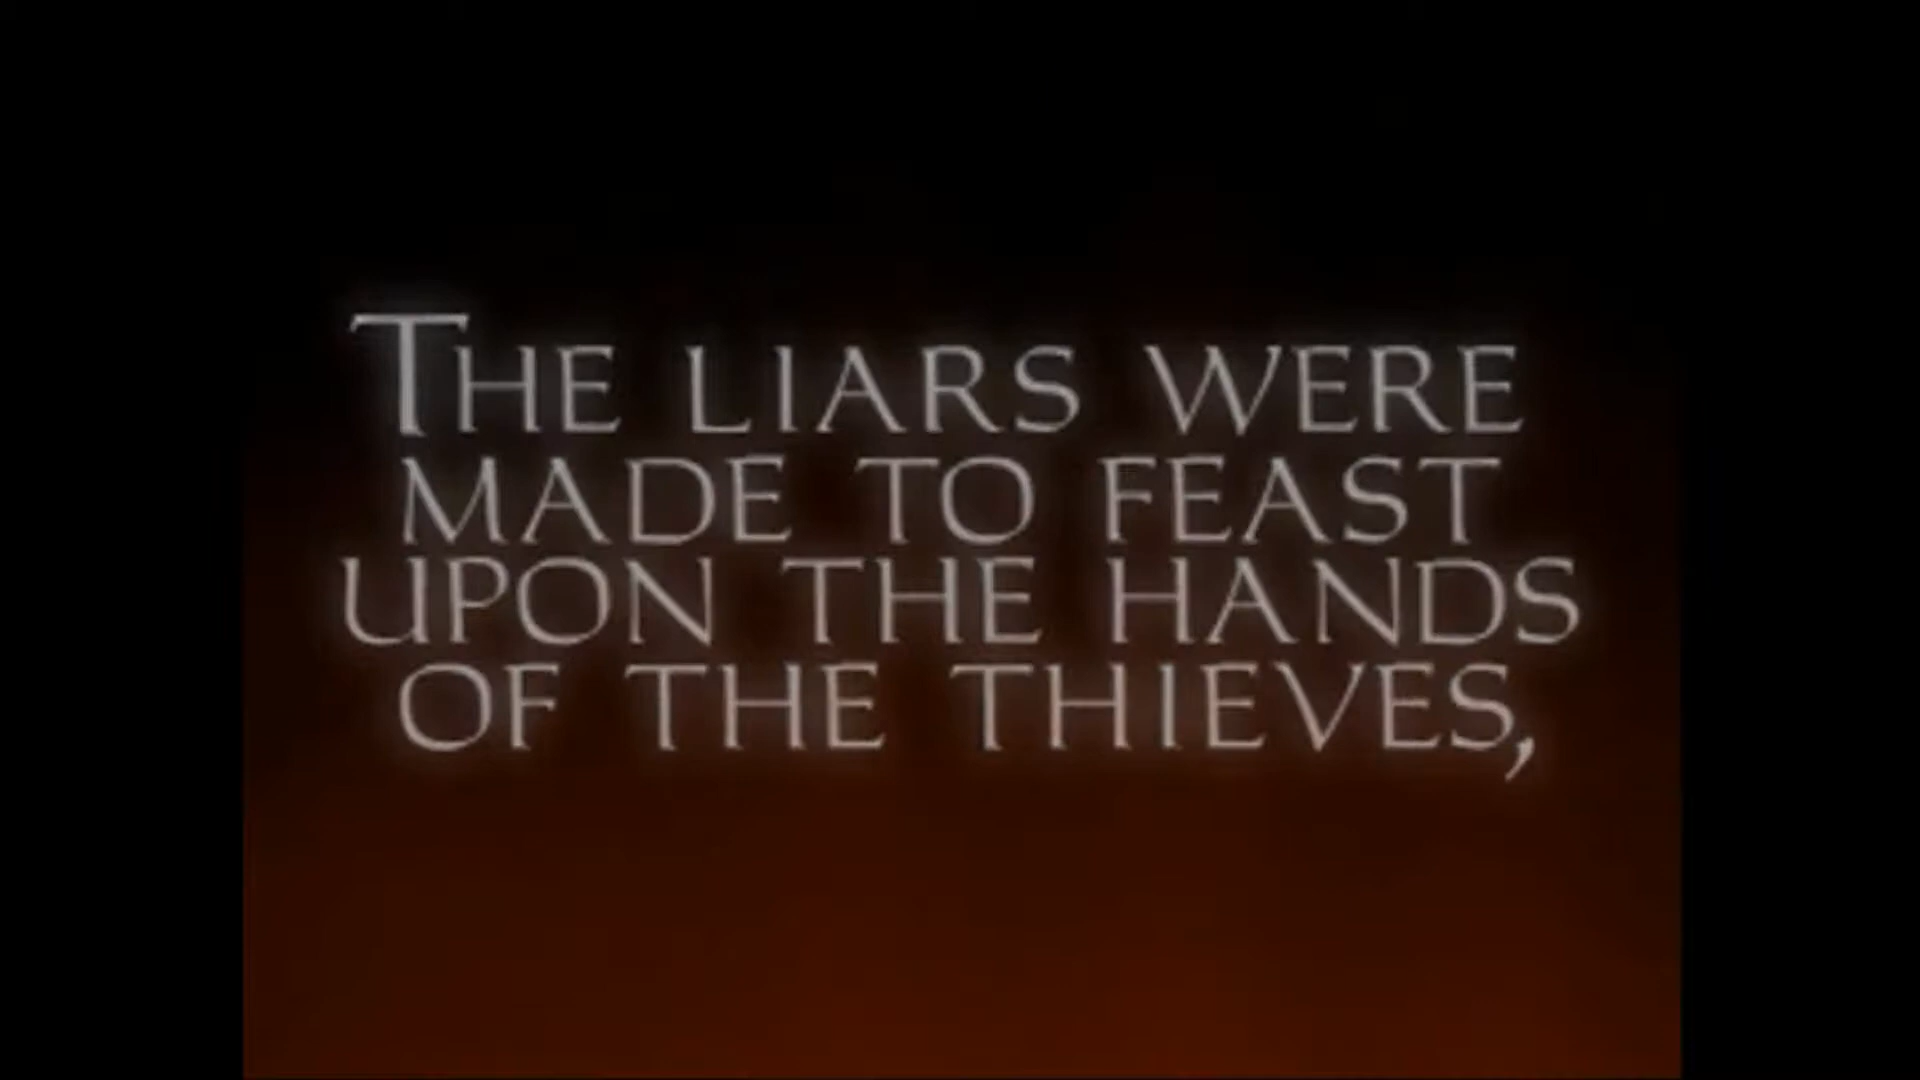 THE LIARS WERE
MADE TO FEAST
UPON THE HANDS
OF THE THIEVES,